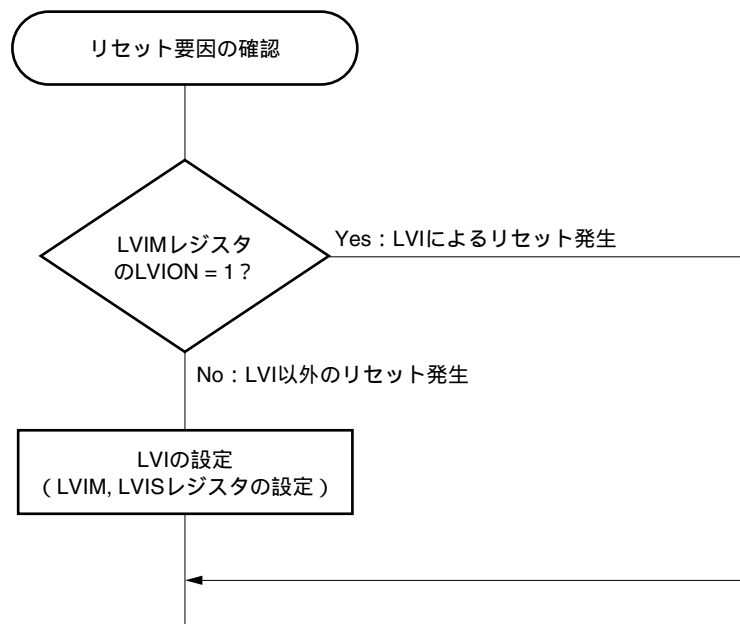 リセット要因の確認
LVIMレジスタ
のLVION = 1？
Yes：LVIによるリセット発生
No：LVI以外のリセット発生
LVIの設定
（LVIM, LVISレジスタの設定）